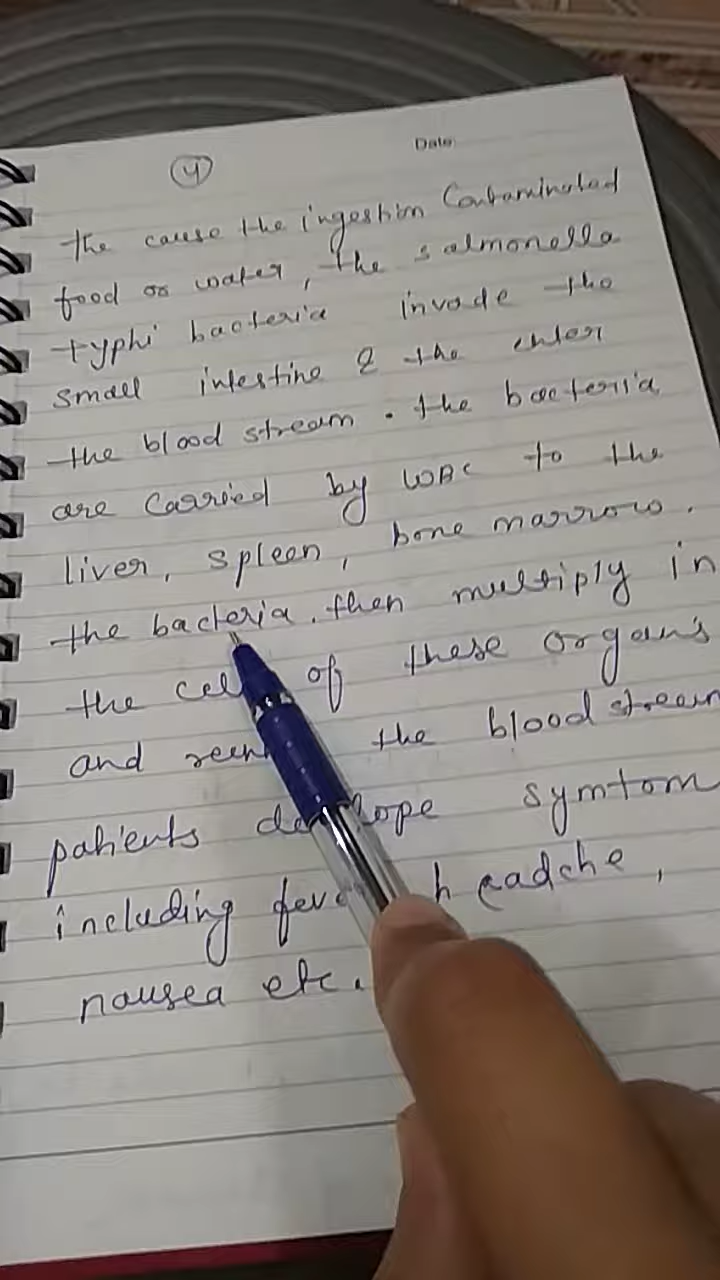 Date
4
the cause the ingestion Contaminated
food or water, the salmonella
typhi bacteria invade the
small intestine & the enter
the blood stream. the bacteria
are carried by WBC to the
liver, spleen, bone marrow.
the bacteria. then multiply in
the of these organs
and the blood stream
patients symtom
including headche,
nausea etc.